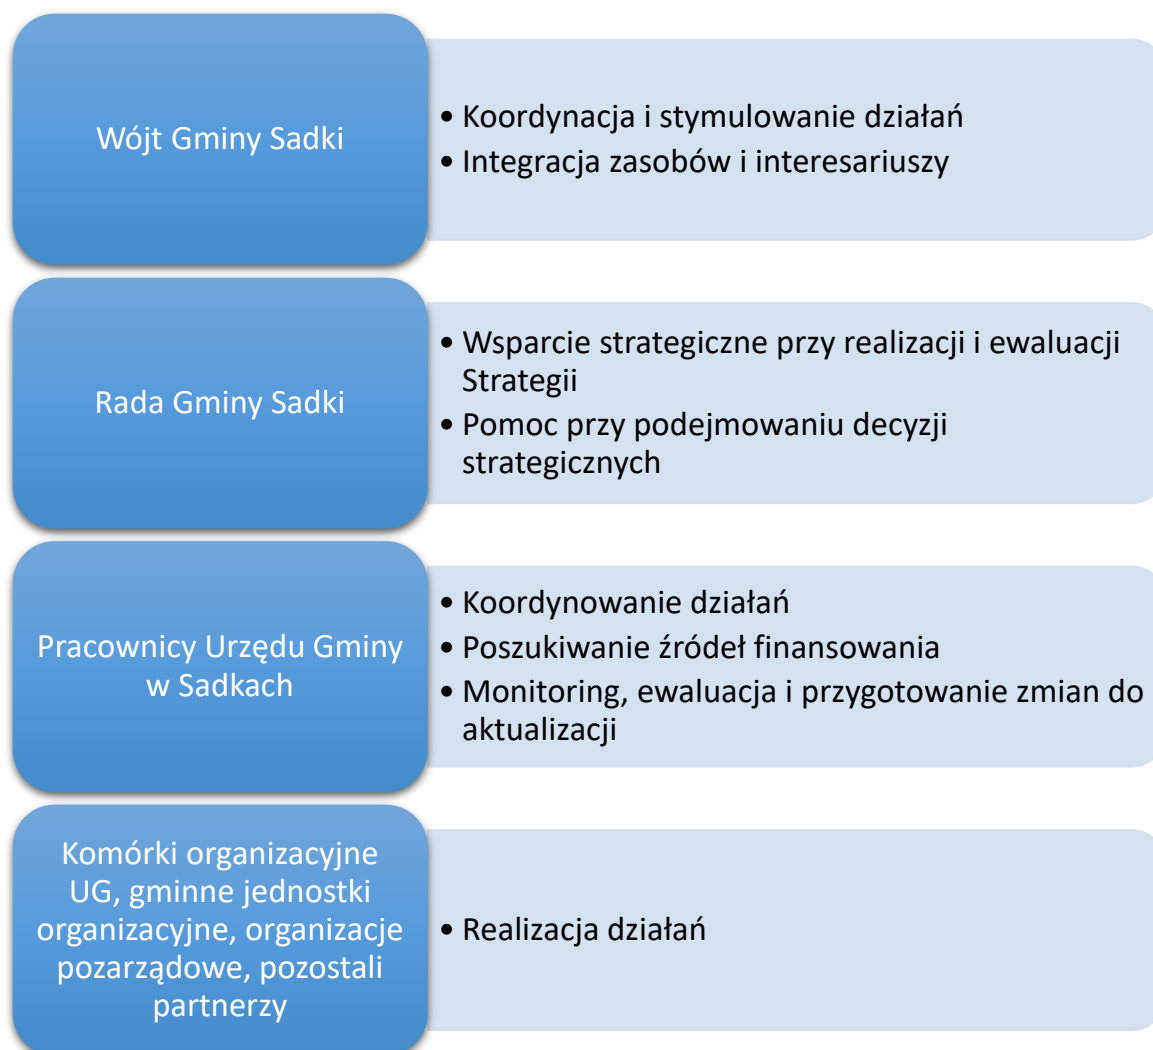 Wójt Gminy Sadki
• Koordynacja i stymulowanie działań
• Integracja zasobów i interesariuszy
Rada Gminy Sadki
• Wsparcie strategiczne przy realizacji i ewaluacji
Strategii
• Pomoc przy podejmowaniu decyzji
strategicznych
Pracownicy Urzędu Gminy
w Sadkach
• Koordynowanie działań
• Poszukiwanie źródeł finansowania
• Monitoring, ewaluacja i przygotowanie zmian do
aktualizacji
Komórki organizacyjne
UG, gminne jednostki
organizacyjne, organizacje
pozarządowe, pozostali
partnerzy
• Realizacja działań